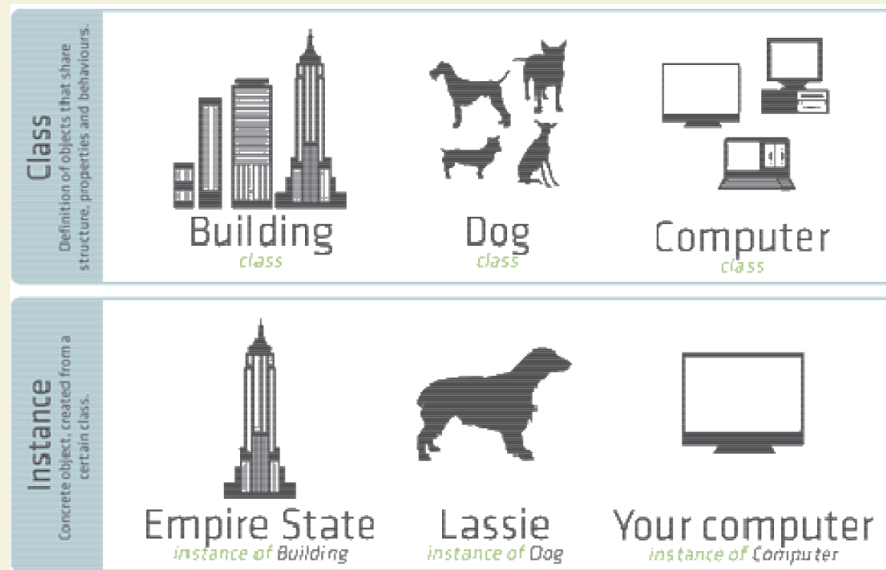 Class
Definition of objects that share
structure, properties and behaviours.
Building
class
Dog
class
Computer
class
Instance
Concrete object, created from a
certain class.
Empire State
instance of Building
Lassie
instance of Dog
Your computer
instance of Computer